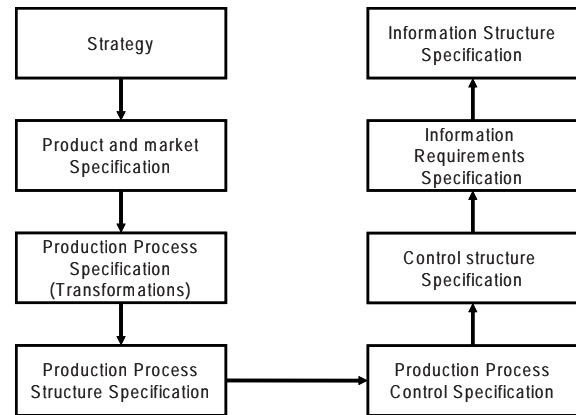 Strategy
Product and market
Specification
Production Process
Specification
(Transformations)
Production Process
Structure Specification
Production Process
Control Specification
Control structure
Specification
Information
Requirements
Specification
Information Structure
Specification